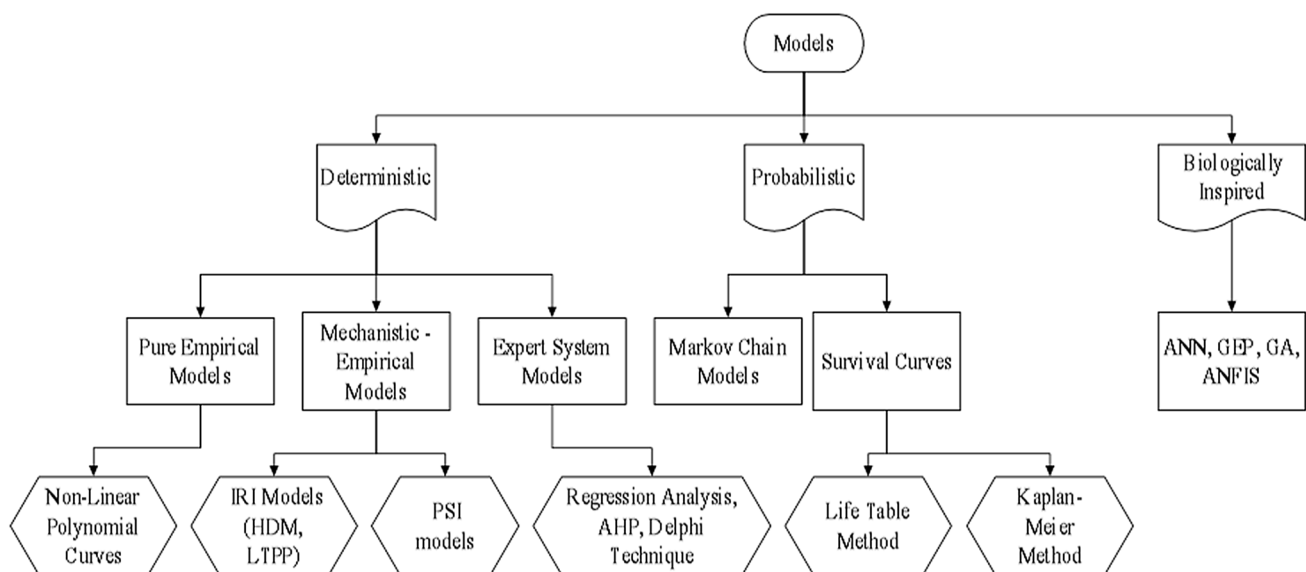 Models
Deterministic
Probabilistic
Biologically
Inspired
Pure Empirical
Models
Mechanistic -
Empirical
Models
Expert System
Models
Markov Chain
Models
Survival Curves
ANN, GEP, GA,
ANFIS
Non-Linear
Polynomial
Curves
IRI Models
(HDM,
LTPP)
PSI
models
Regression Analysis,
AHP, Delphi
Technique
Life Table
Method
Kaplan-
Meier
Method